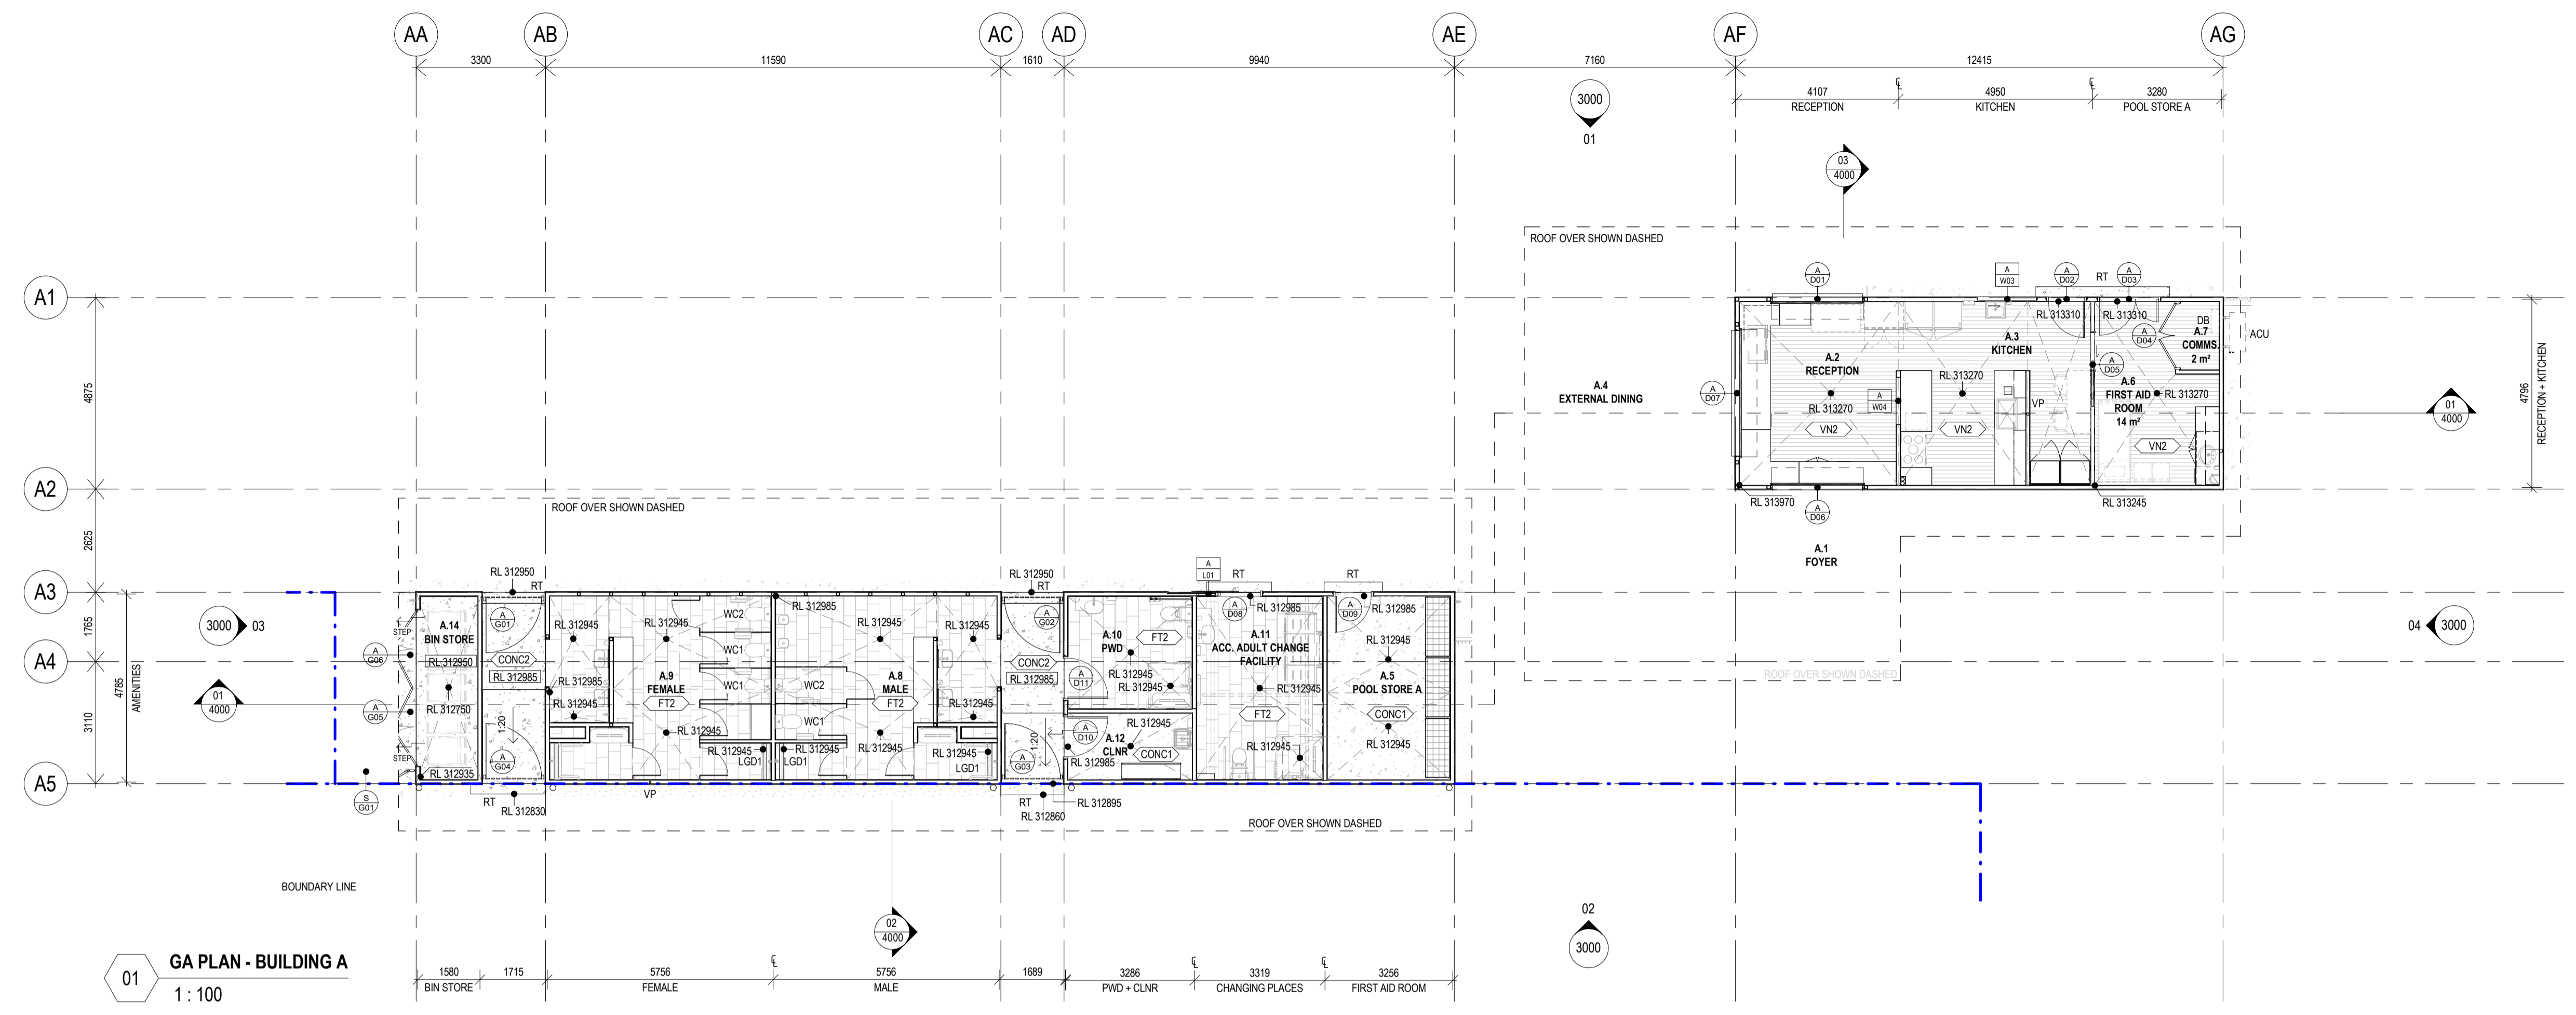 AA
AB
AC
AD
AE
AF
AG
3300
11590
1610
9940
7160
12415
4107
4950
3280
RECEPTION
KITCHEN
POOL STORE A
3000
01
03
4000
ROOF OVER SHOWN DASHED
A1
A
D01
A
W03
A
D02
RT
A
D03
RL 313310
RL 313310
DB
A.7
COMMS.
2 m²
ACU
A
D04
A.3
KITCHEN
A.2
RECEPTION
A
D05
A.6
FIRST AID
ROOM
14 m²
RL 313270
RL 313270
RL 313270
A
D07
A
W04
VP
VN2
VN2
VN2
A.4
EXTERNAL DINING
01
4000
4796
RECEPTION + KITCHEN
4875
A2
RL 313970
A
D06
RL 313245
ROOF OVER SHOWN DASHED
2625
A.1
FOYER
A3
RL 312950
RT
RL 312950
RT
A
L01
RT
RT
3000
03
04
3000
1765
A.14
BIN STORE
STEP
A
G01
WC2
RL 312985
A
G02
A
D08
RL 312985
A
D09
RL 312985
RL 312945
RL 312945
RL 312945
RL 312945
A.10
PWD
FT2
A.11
ACC. ADULT CHANGE
FACILITY
RL 312945
A
G06
RL 312950
CONC2
RL 312985
WC1
CONC2
RL 312985
A4
4785
AMENITIES
01
4000
A
G05
RL 312750
RL 312985
RL 312945
A.9
FEMALE
FT2
WC1
WC2
A.8
MALE
FT2
RL 312945
A
D11
RL 312945
RL 312945
RL 312945
A.5
POOL STORE A
ROOF OVER SHOWN DASHED
3110
1:20
RL 312945
WC1
RL 312945
1:20
A
D10
A.12
CLNR
RL 312945
CONC1
FT2
CONC1
RL 312945
RL 312945
STEP
A
G04
RL 312945
LGD1
RL 312945
LGD1
RL 312945
LGD1
A
G03
RL 312985
RL 312935
A5
S
G01
RT
RL 312830
VP
RT
RL 312860
RL 312895
ROOF OVER SHOWN DASHED
BOUNDARY LINE
02
4000
02
3000
01
GA PLAN - BUILDING A
1 : 100
1580
1715
5756
5756
1689
3286
3319
3256
BIN STORE
FEMALE
MALE
PWD + CLNR
CHANGING PLACES
FIRST AID ROOM